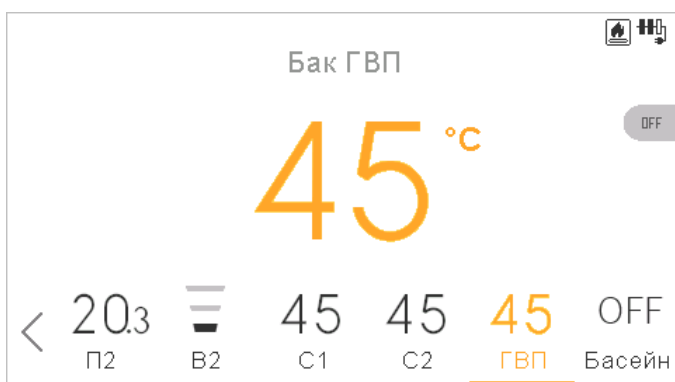 Бак ГВП
45 °C
OFF
20.3 45 45 45 OFF
П2 В2 С1 С2 ГВП Басейн